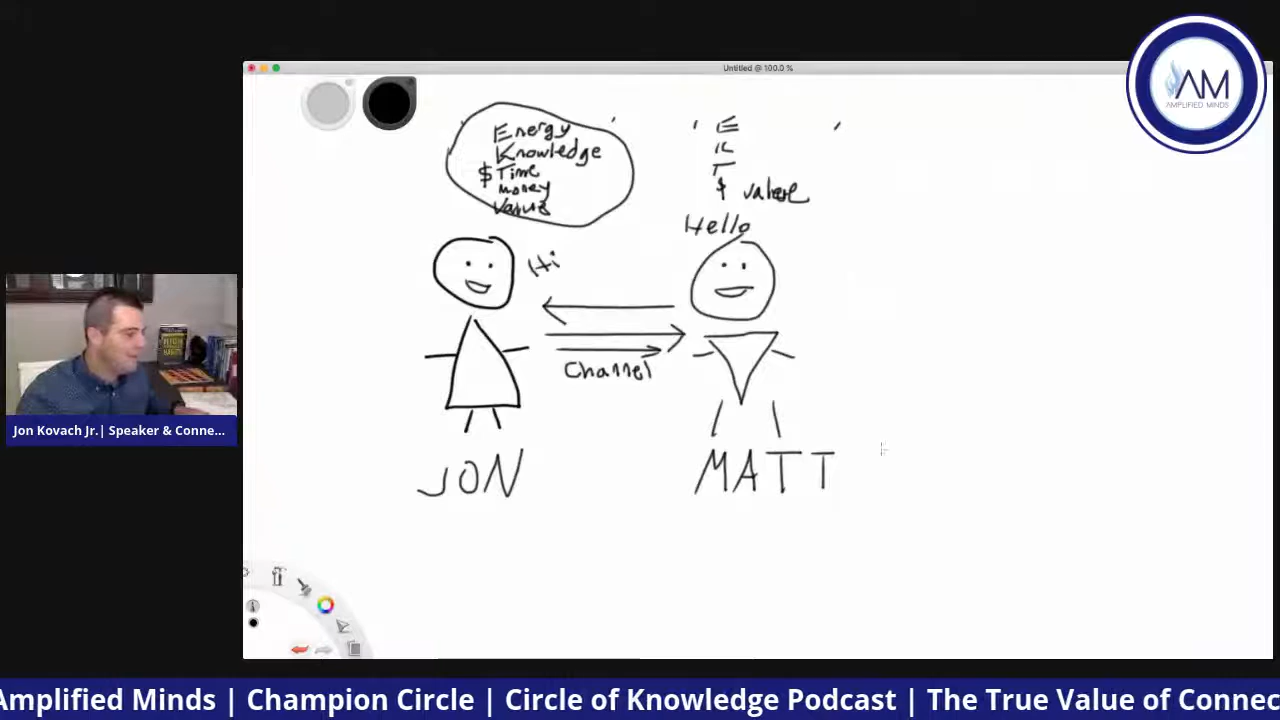 Untitled @ 100.0 %
AM
AMPLIFIED MINDS
Energy
Knowledge
$ Time
Money
Value
E
K
T
$ value
Hello
Hi
Channel
JON
MATT
Jon Kovach Jr.| Speaker & Conne...
Amplified Minds | Champion Circle | Circle of Knowledge Podcast | The True Value of Connec